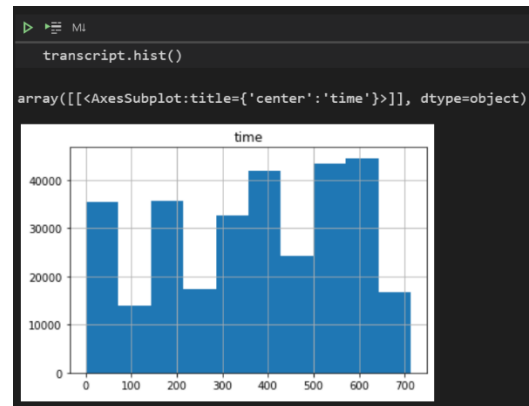 M↓
transcript.hist()
array([[<AxesSubplot:title={'center':'time'}>]], dtype=object)
time
40000
30000
20000
10000
0
0 100 200 300 400 500 600 700